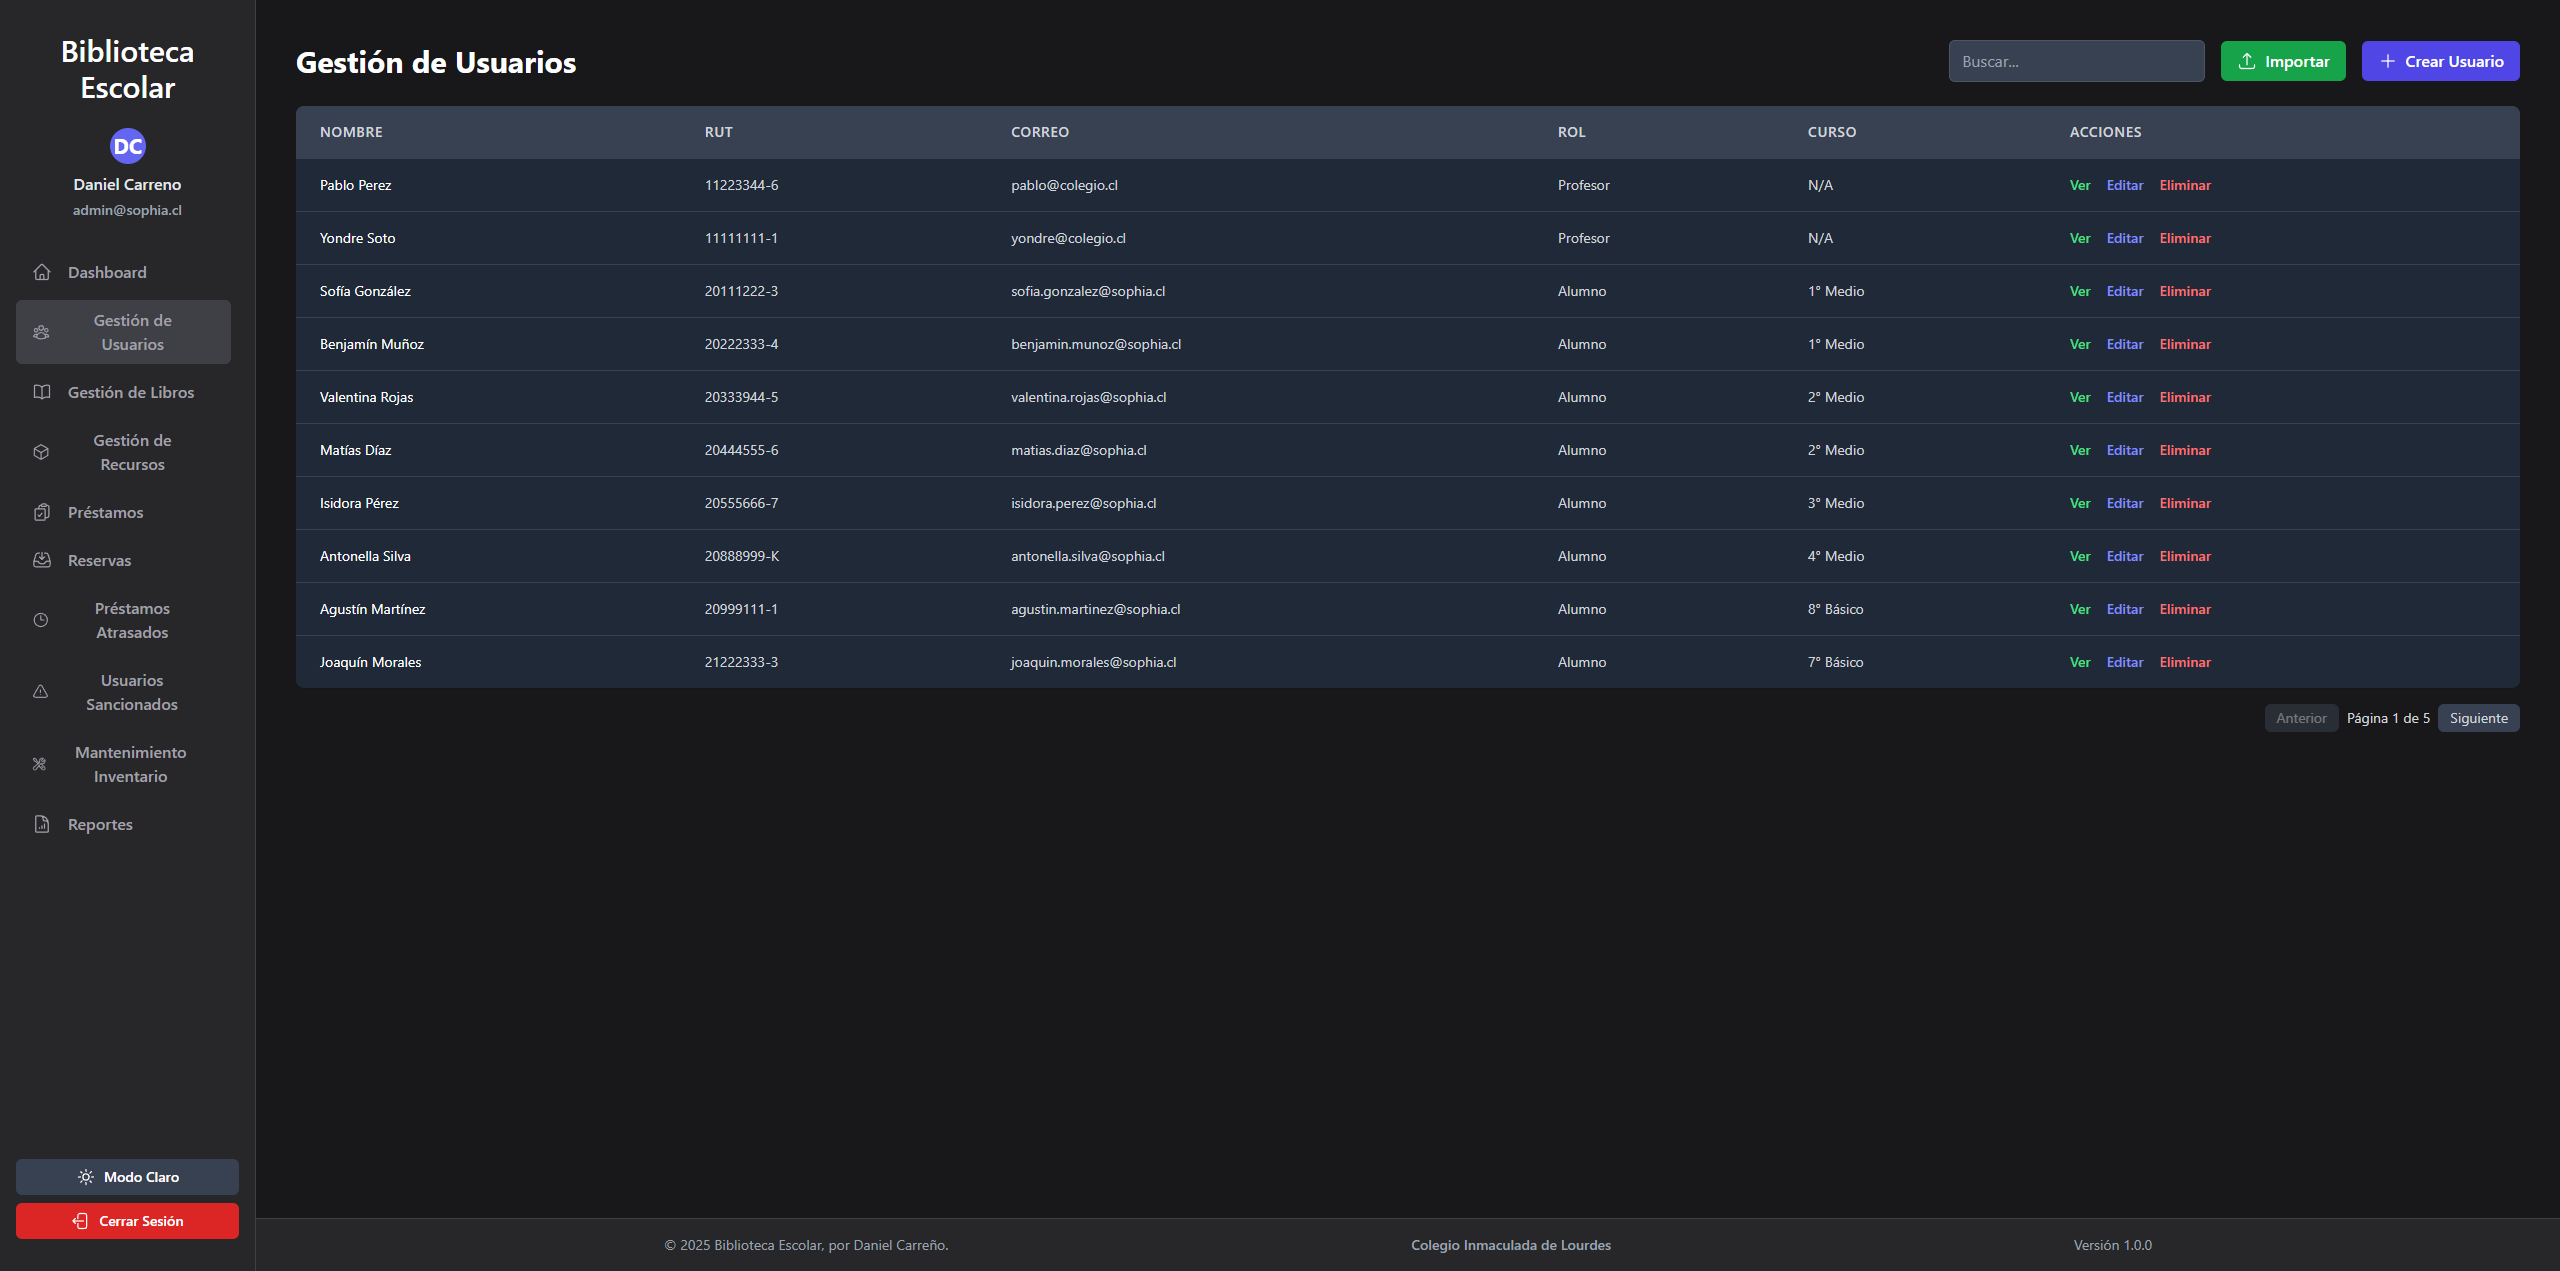 Biblioteca
Escolar
DC
Daniel Carreno
admin@sophia.cl
Dashboard
Gestión de
Usuarios
Gestión de Libros
Gestión de
Recursos
Préstamos
Reservas
Préstamos
Atrasados
Usuarios
Sancionados
Mantenimiento
Inventario
Reportes
Modo Claro
Cerrar Sesión
Gestión de Usuarios
Buscar...
Importar
Crear Usuario
NOMBRE RUT CORREO ROL CURSO ACCIONES
Pablo Perez 11223344-6 pablo@colegio.cl Profesor N/A Ver Editar Eliminar
Yondre Soto 11111111-1 yondre@colegio.cl Profesor N/A Ver Editar Eliminar
Sofía González 20111222-3 sofia.gonzalez@sophia.cl Alumno 1° Medio Ver Editar Eliminar
Benjamín Muñoz 20222333-4 benjamin.munoz@sophia.cl Alumno 1° Medio Ver Editar Eliminar
Valentina Rojas 20333944-5 valentina.rojas@sophia.cl Alumno 2° Medio Ver Editar Eliminar
Matías Díaz 20444555-6 matias.diaz@sophia.cl Alumno 2° Medio Ver Editar Eliminar
Isidora Pérez 20555666-7 isidora.perez@sophia.cl Alumno 3° Medio Ver Editar Eliminar
Antonella Silva 20888999-K antonella.silva@sophia.cl Alumno 4° Medio Ver Editar Eliminar
Agustín Martínez 20999111-1 agustin.martinez@sophia.cl Alumno 8° Básico Ver Editar Eliminar
Joaquín Morales 21222333-3 joaquin.morales@sophia.cl Alumno 7° Básico Ver Editar Eliminar
Anterior Página 1 de 5 Siguiente
© 2025 Biblioteca Escolar, por Daniel Carreño. Colegio Inmaculada de Lourdes Versión 1.0.0